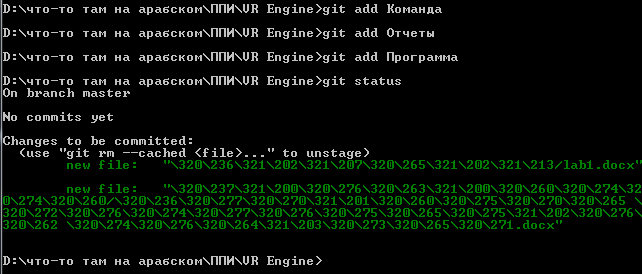 D:\что-то там на арабском\ППИ\VR Engine>git add Команда
D:\что-то там на арабском\ППИ\VR Engine>git add Отчеты
D:\что-то там на арабском\ППИ\VR Engine>git add Программа
D:\что-то там на арабском\ППИ\VR Engine>git status
On branch master
No commits yet
Changes to be committed:
  (use "git rm --cached <file>..." to unstage)
        new file:   "\320\236\321\202\321\207\320\265\321\202\321\213/lab1.docx"
        new file:   "\320\237\321\200\320\276\320\263\321\200\320\260\320\274\32
0\274\320\260/\320\236\320\277\320\270\321\201\320\260\320\275\320\270\320\265 \
320\272\320\276\320\274\320\277\320\276\320\275\320\265\320\275\321\202\320\276\
320\262 \320\274\320\276\320\264\321\203\320\273\320\265\320\271.docx"
D:\что-то там на арабском\ППИ\VR Engine>